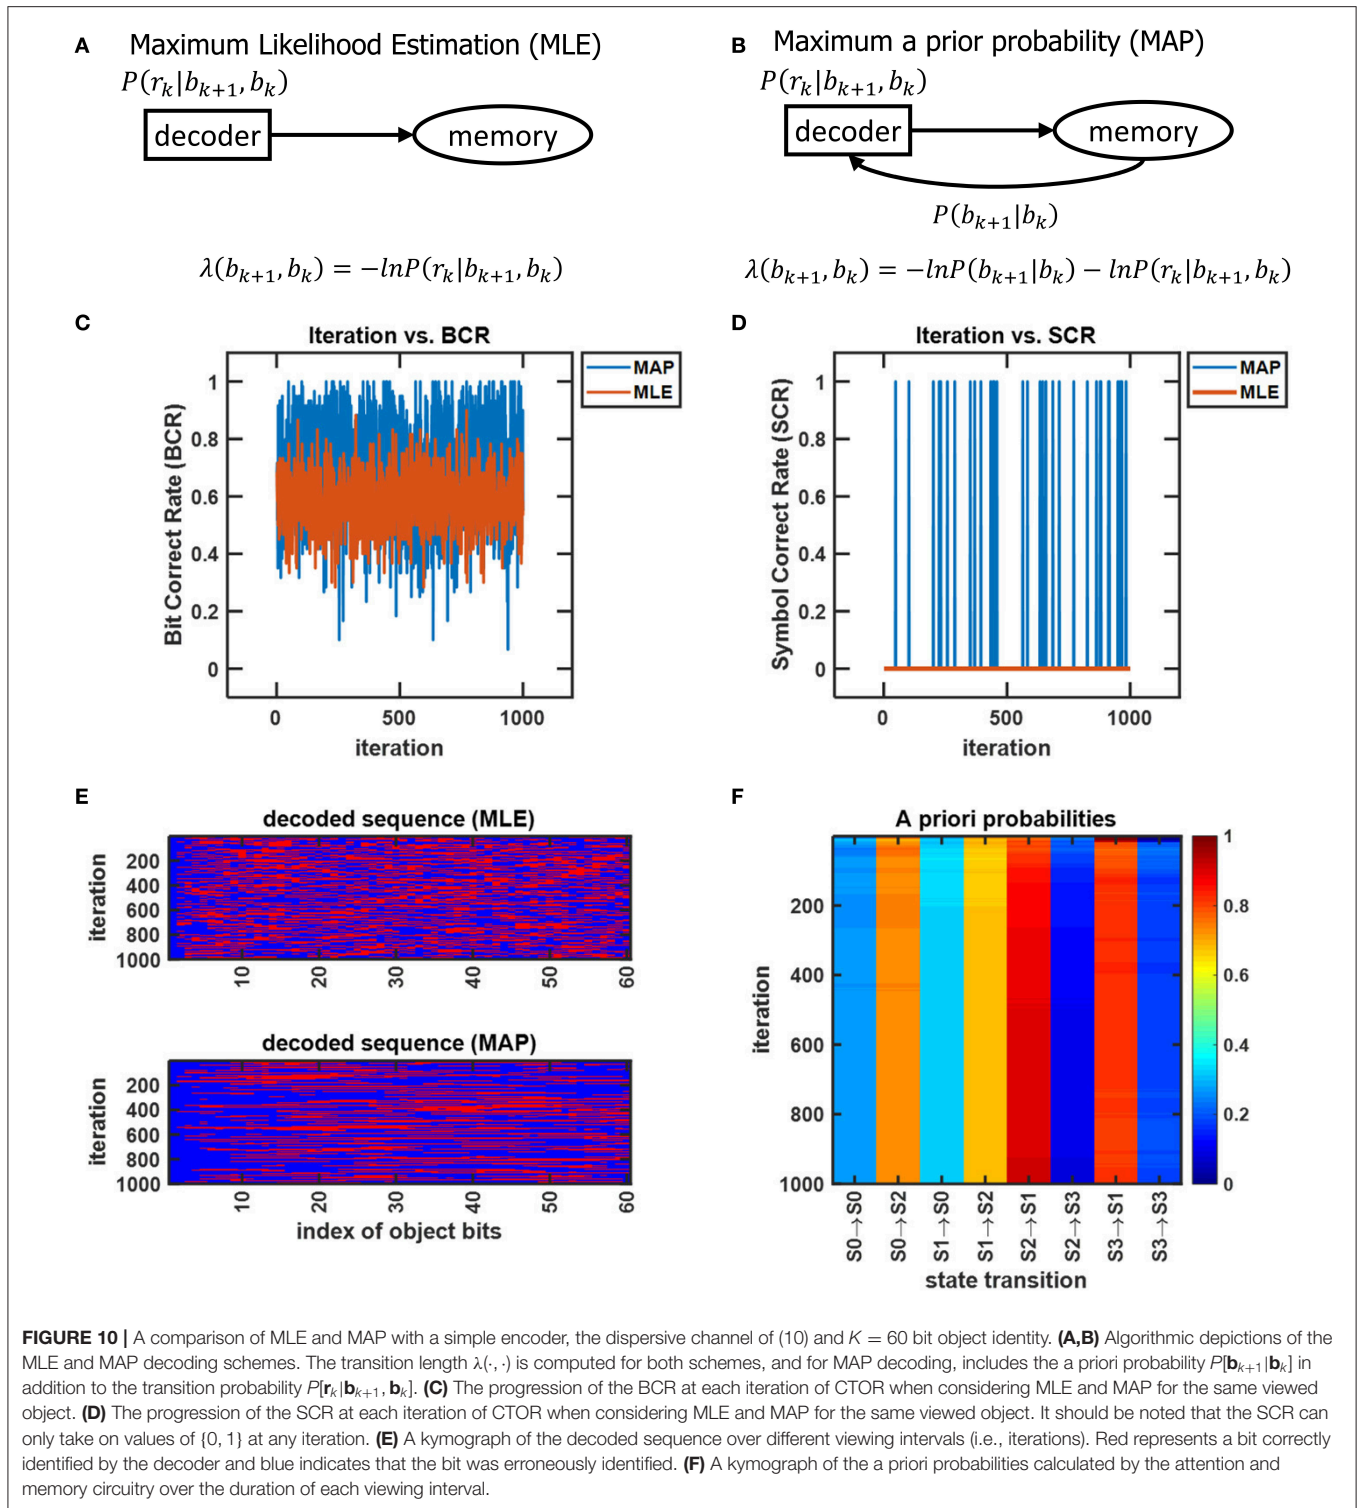 A Maximum Likelihood Estimation (MLE)
P(r_k|b_{k+1}, b_k)
decoder
memory
λ(b_{k+1}, b_k) = −lnP(r_k|b_{k+1}, b_k)
B Maximum a prior probability (MAP)
P(r_k|b_{k+1}, b_k)
decoder
memory
P(b_{k+1}|b_k)
λ(b_{k+1}, b_k) = −lnP(b_{k+1}|b_k) − lnP(r_k|b_{k+1}, b_k)
C
Iteration vs. BCR
MAP
MLE
Bit Correct Rate (BCR)
1
0.8
0.6
0.4
0.2
0
0 500 1000
iteration
D
Iteration vs. SCR
MAP
MLE
Symbol Correct Rate (SCR)
1
0.8
0.6
0.4
0.2
0
0 500 1000
iteration
E
decoded sequence (MLE)
iteration
200
400
600
800
1000
10 20 30 40 50 60
decoded sequence (MAP)
iteration
200
400
600
800
1000
10 20 30 40 50 60
index of object bits
F
A priori probabilities
iteration
200
400
600
800
1000
1
0.8
0.6
0.4
0.2
0
S0→S0
S0→S2
S1→S0
S1→S2
S2→S1
S2→S3
S3→S1
S3→S3
state transition
FIGURE 10 | A comparison of MLE and MAP with a simple encoder, the dispersive channel of (10) and K = 60 bit object identity. (A,B) Algorithmic depictions of the
MLE and MAP decoding schemes. The transition length λ(·, ·) is computed for both schemes, and for MAP decoding, includes the a priori probability P[b_{k+1}|b_k] in
addition to the transition probability P[r_k|b_{k+1}, b_k]. (C) The progression of the BCR at each iteration of CTOR when considering MLE and MAP for the same viewed
object. (D) The progression of the SCR at each iteration of CTOR when considering MLE and MAP for the same viewed object. It should be noted that the SCR can
only take on values of {0, 1} at any iteration. (E) A kymograph of the decoded sequence over different viewing intervals (i.e., iterations). Red represents a bit correctly
identified by the decoder and blue indicates that the bit was erroneously identified. (F) A kymograph of the a priori probabilities calculated by the attention and
memory circuitry over the duration of each viewing interval.